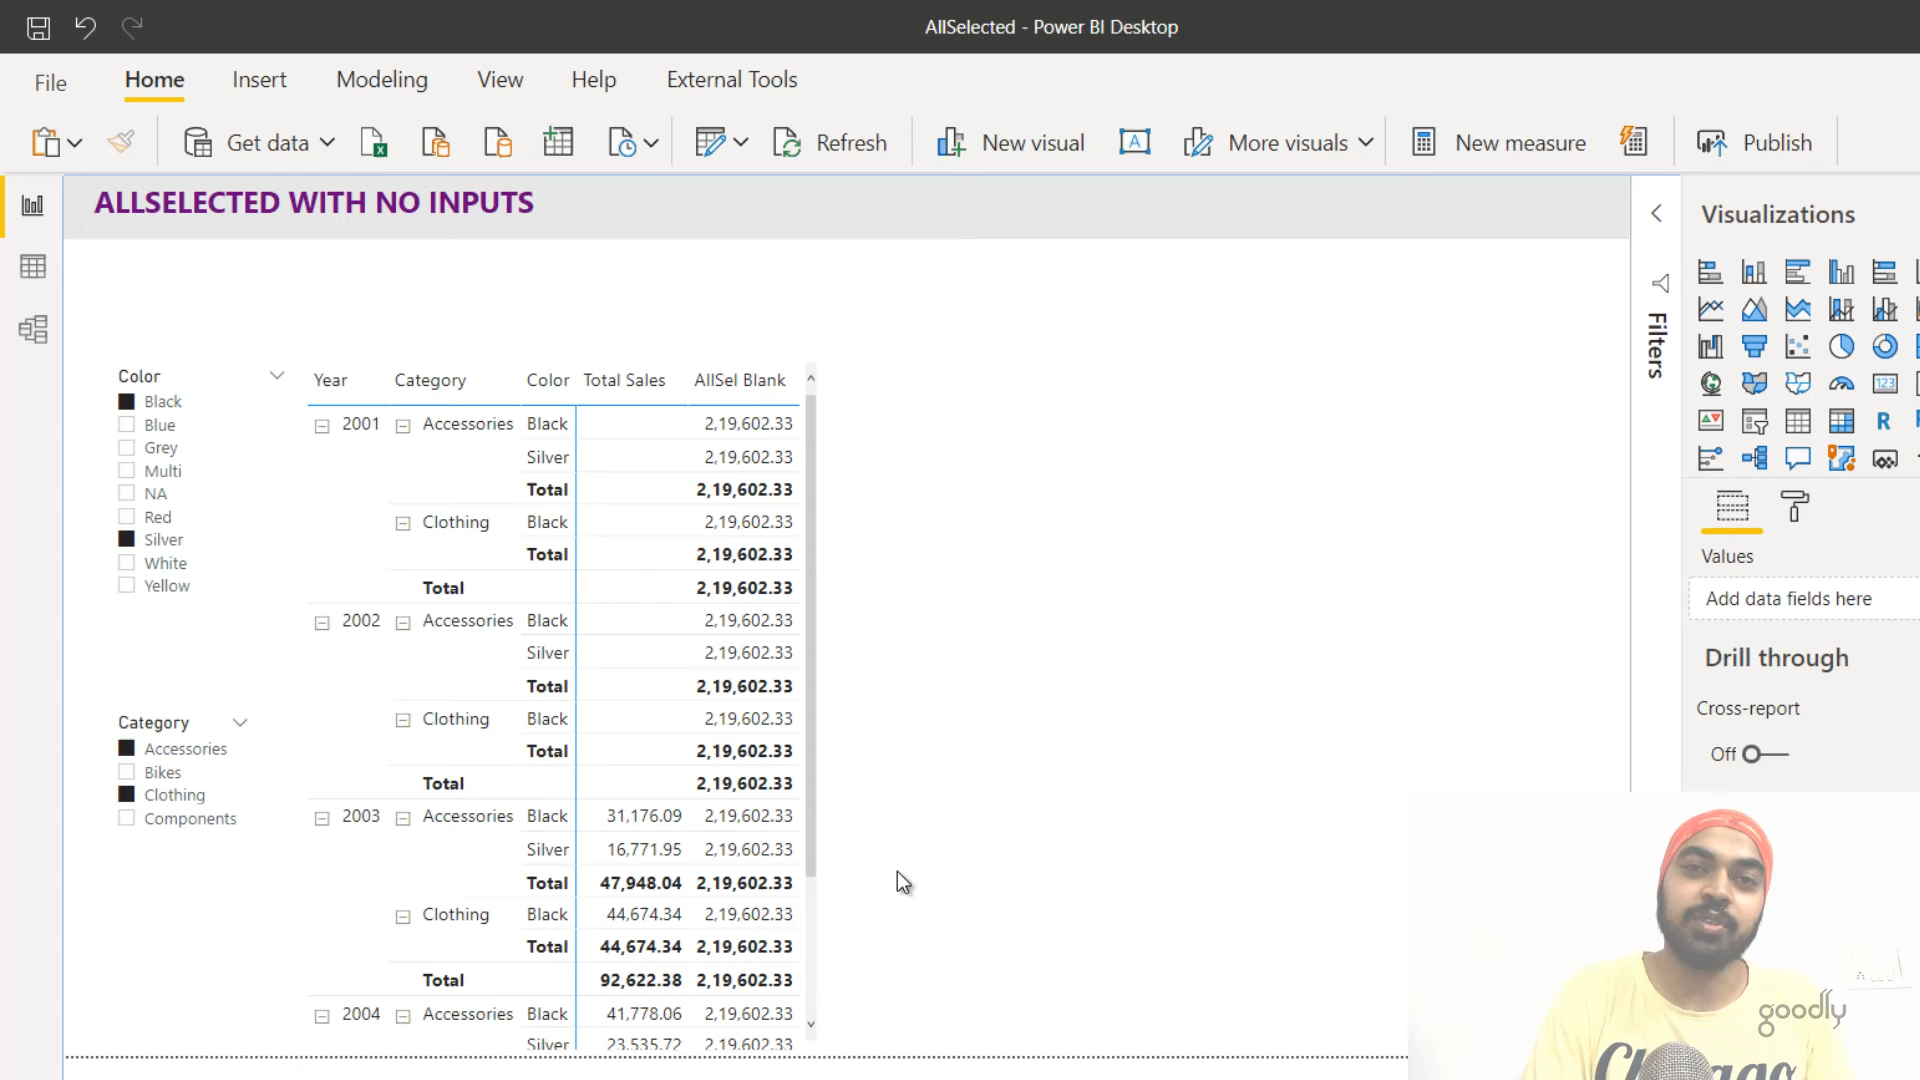 AllSelected - Power BI Desktop
File Home Insert Modeling View Help External Tools
Get data Refresh New visual More visuals New measure Publish
ALLSELECTED WITH NO INPUTS
Visualizations
Filters
Color
Black
Blue
Grey
Multi
NA
Red
Silver
White
Yellow
Category
Accessories
Bikes
Clothing
Components
Year Category Color Total Sales AllSel Blank
2001 Accessories Black 2,19,602.33
Silver 2,19,602.33
Total 2,19,602.33
Clothing Black 2,19,602.33
Total 2,19,602.33
Total 2,19,602.33
2002 Accessories Black 2,19,602.33
Silver 2,19,602.33
Total 2,19,602.33
Clothing Black 2,19,602.33
Total 2,19,602.33
Total 2,19,602.33
2003 Accessories Black 31,176.09 2,19,602.33
Silver 16,771.95 2,19,602.33
Total 47,948.04 2,19,602.33
Clothing Black 44,674.34 2,19,602.33
Total 44,674.34 2,19,602.33
Total 92,622.38 2,19,602.33
2004 Accessories Black 41,778.06 2,19,602.33
Silver 23,535.72 2,19,602.33
Values
Add data fields here
Drill through
Cross-report
Off
goodly